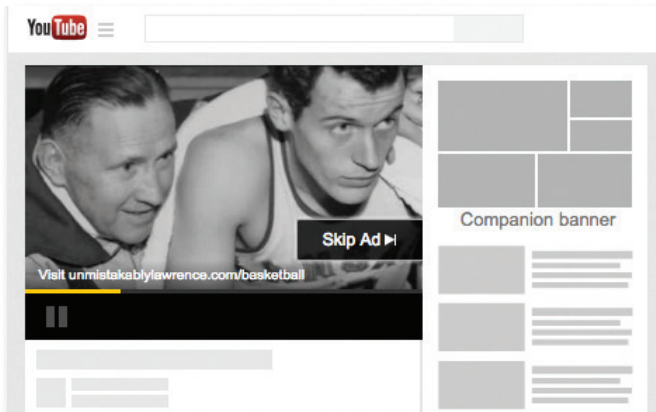 YouTube
Skip Ad
Visit unmistakablylawrence.com/basketball
Companion banner